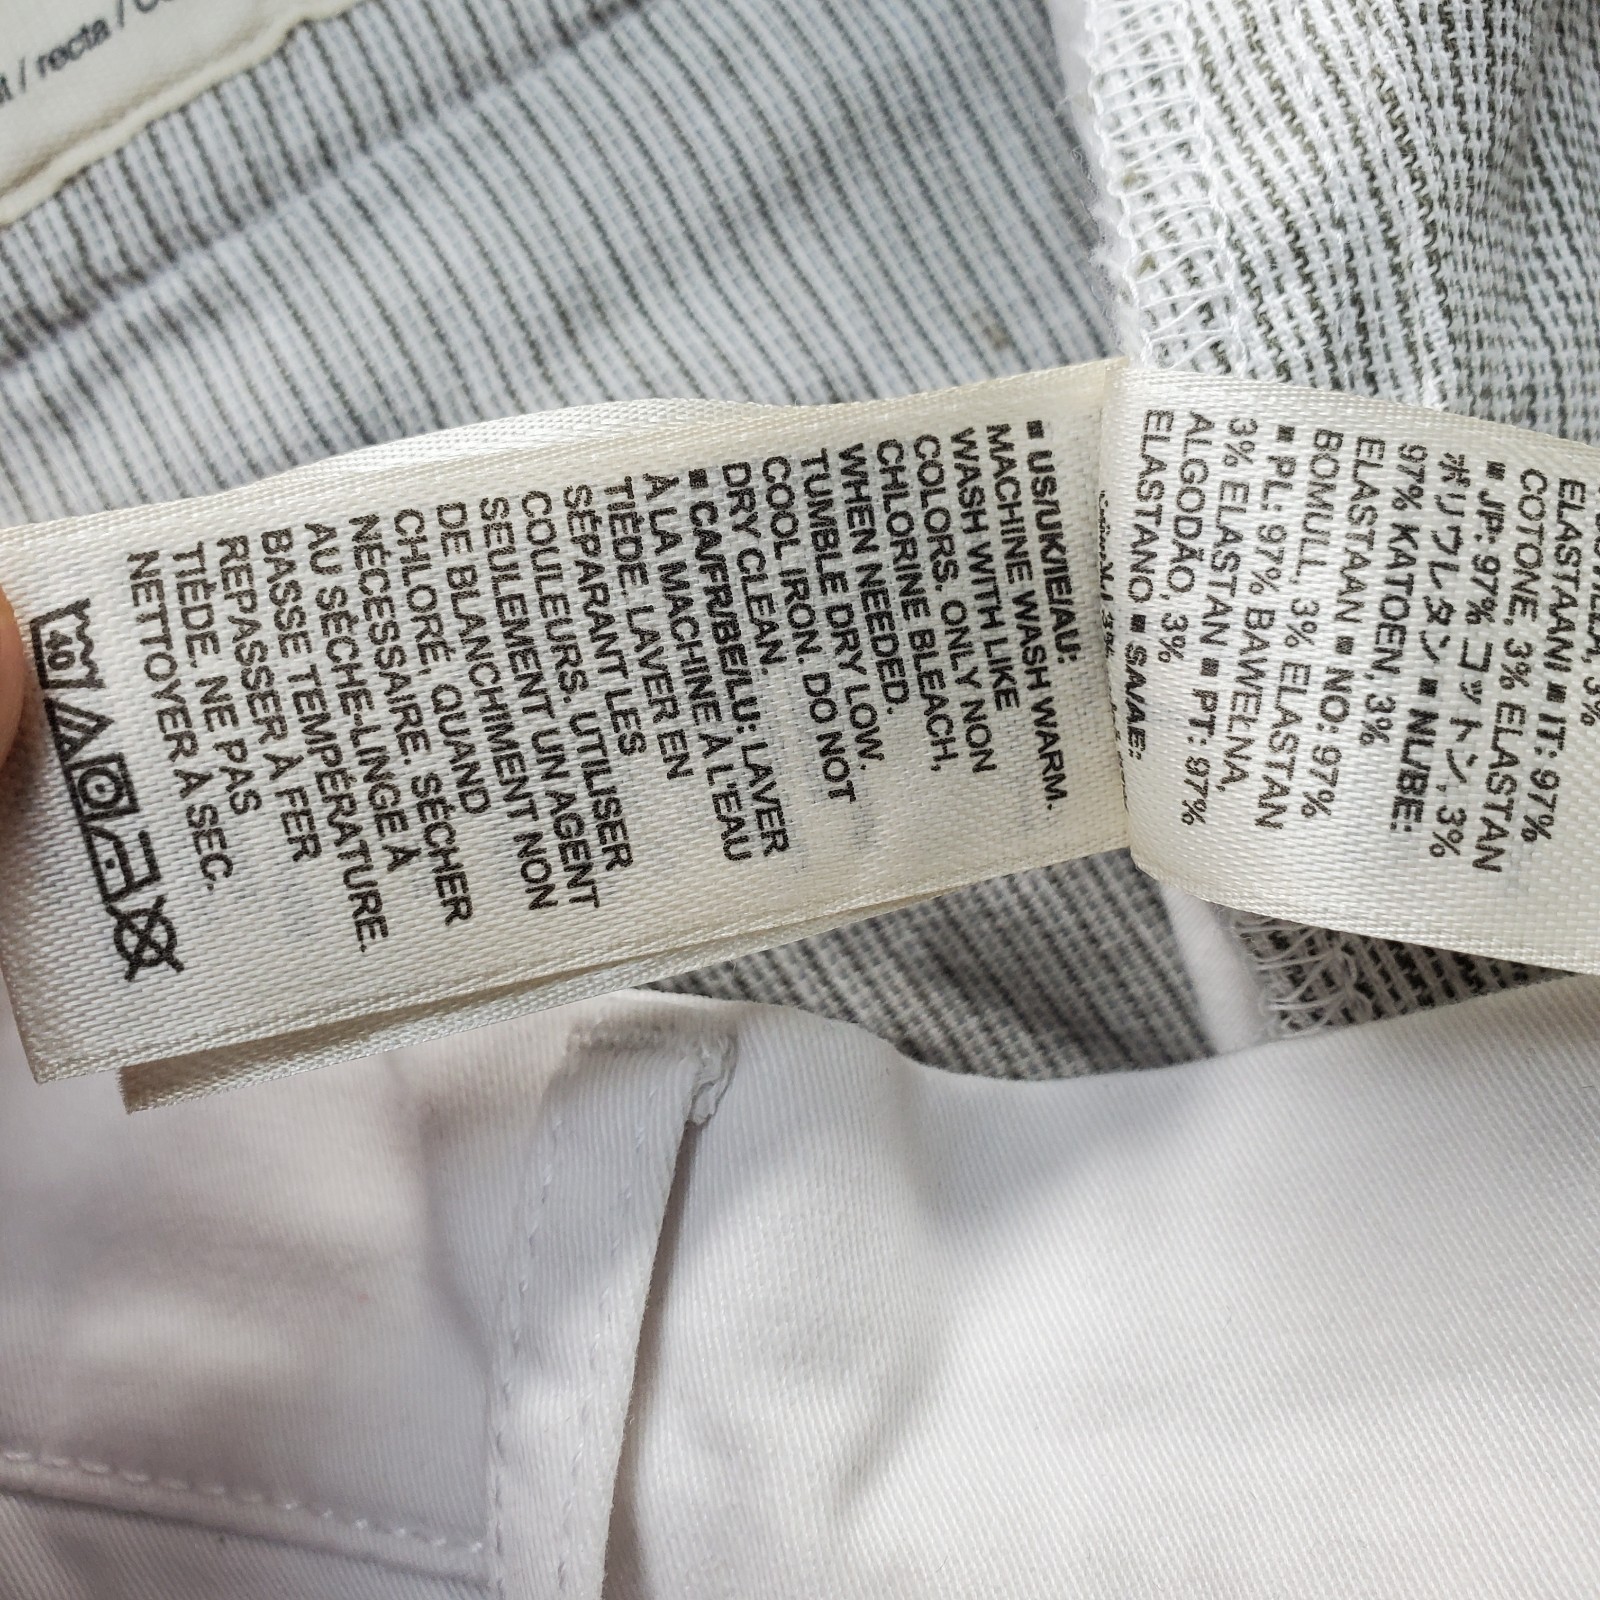 / recta /
ELASTAANI ■ IT: 97%
COTONE, 3% ELASTAN
■ JP: 97% コットン, 3%
ポリウレタン ■ NL/BE:
97% KATOEN, 3%
ELASTAAN ■ NO: 97%
BOMULL, 3% ELASTAN
■ PL: 97% BAWEŁNA,
3% ELASTAN ■ PT: 97%
ALGODÃO, 3%
ELASTANO ■ SA/AE:
■ US/UK/IE/AU:
MACHINE WASH WARM.
WASH WITH LIKE
COLORS. ONLY NON
CHLORINE BLEACH,
WHEN NEEDED.
TUMBLE DRY LOW.
COOL IRON. DO NOT
DRY CLEAN.
■ CA/FR/BE/LU: LAVER
À LA MACHINE À L'EAU
TIÈDE. LAVER EN
SÉPARANT LES
COULEURS. UTILISER
SEULEMENT UN AGENT
DE BLANCHIMENT NON
CHLORÉ, QUAND
NÉCESSAIRE. SÉCHER
AU SÈCHE-LINGE À
BASSE TEMPÉRATURE.
REPASSER À FER
TIÈDE. NE PAS
NETTOYER À SEC.
40